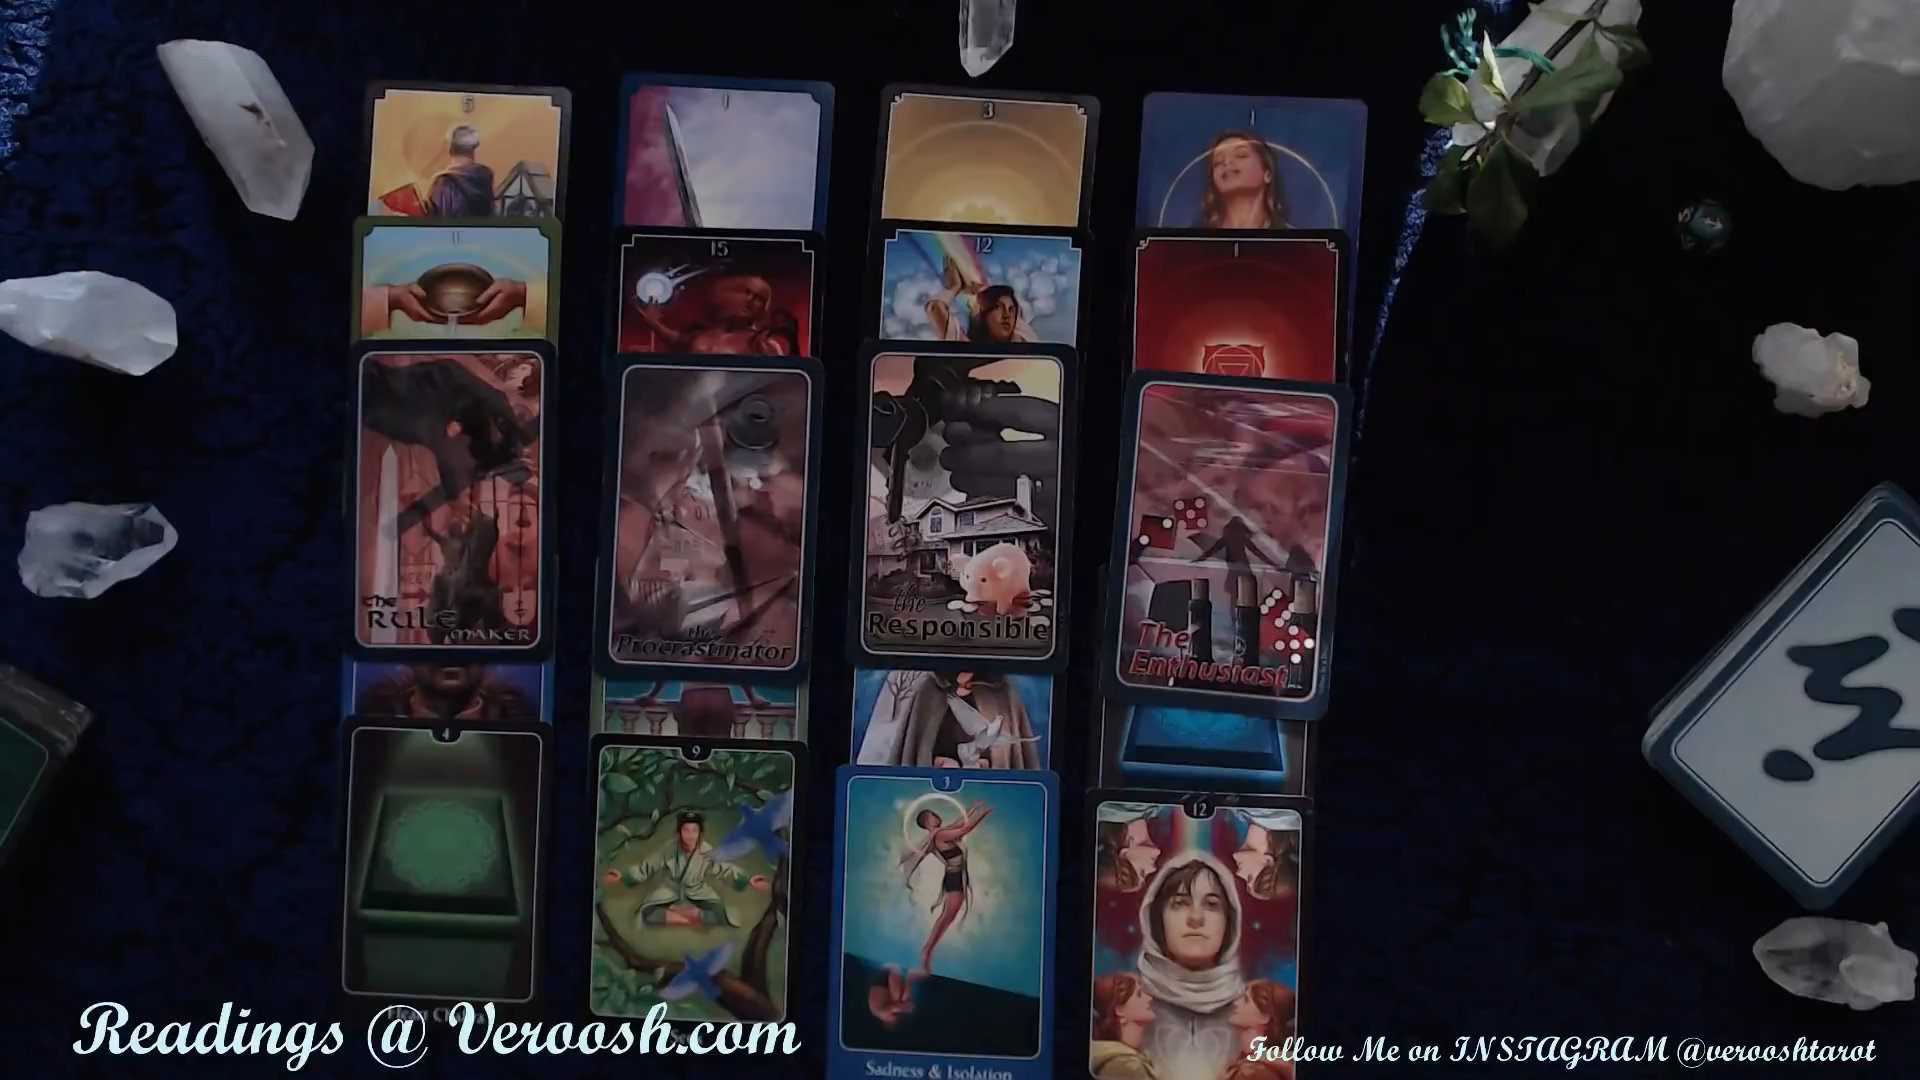 5
1
3
1
11
15
12
1
the
RULE
MAKER
the
Procrastinator
the
Responsible
The
Enthusiast
4
9
3
12
Sadness & Isolation
Readings @ Veroosh.com
Follow Me on INSTAGRAM @verooshtarot